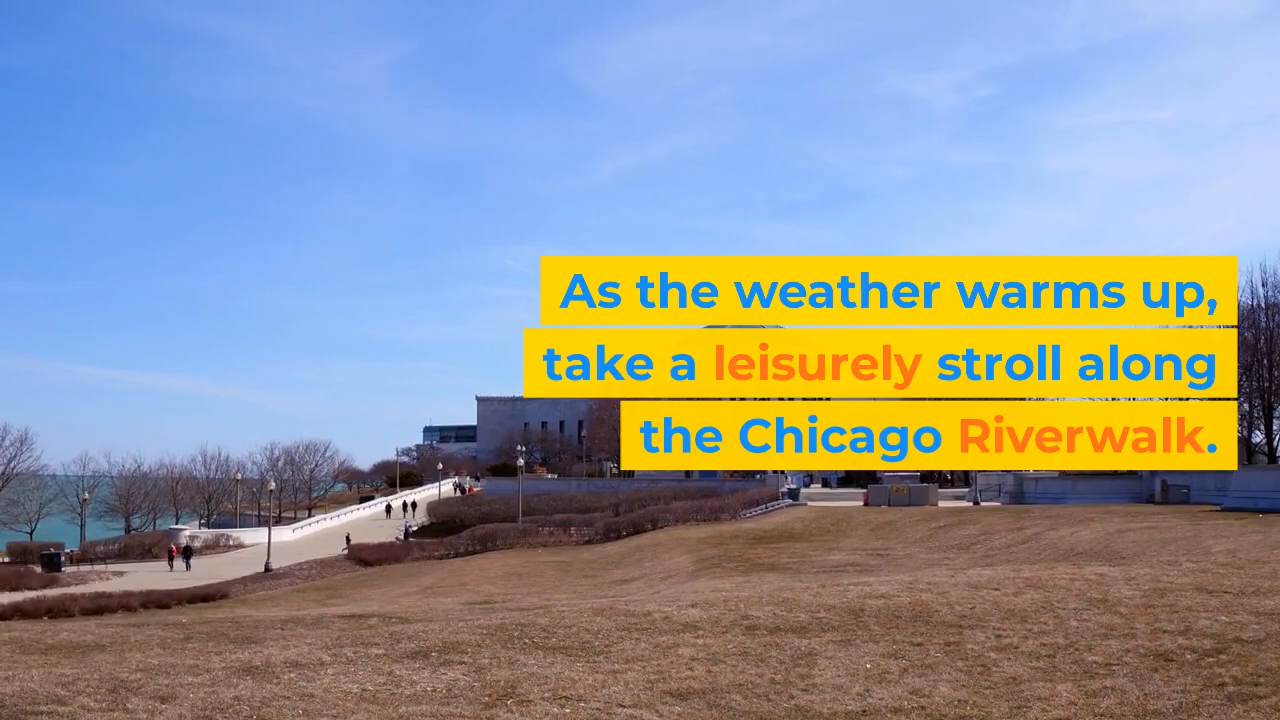 As the weather warms up,
take a leisurely stroll along
the Chicago Riverwalk.